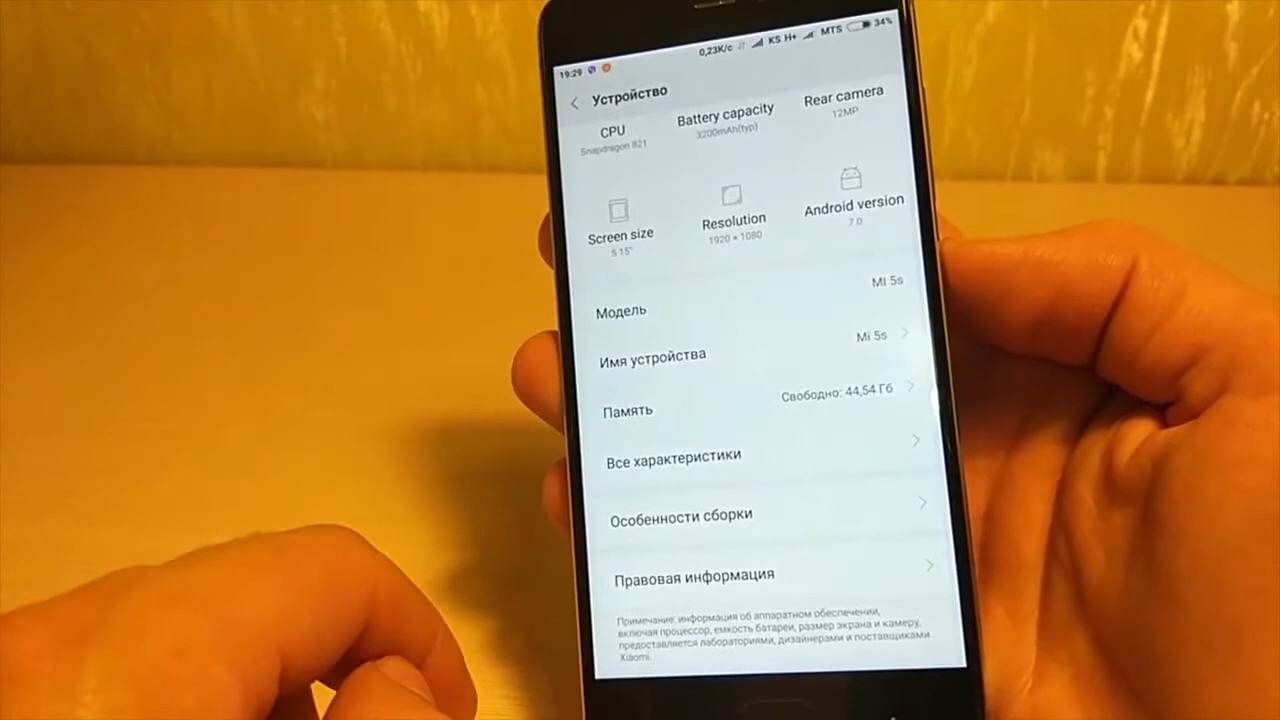 19:29 0,23K/c KS H+ MTS 34%
Устройство
CPU Battery capacity Rear camera
Snapdragon 821 3200mAh(typ) 12MP
Screen size Resolution Android version
5.15" 1920 × 1080 7.0
Модель MI 5s
Имя устройства Mi 5s
Память Свободно: 44,54 Гб
Все характеристики
Особенности сборки
Правовая информация
Примечание: информация об аппаратном обеспечении,
включая процессор, емкость батареи, размер экрана и камеру,
предоставляется лабораториями, дизайнерами и поставщиками
Xiaomi.